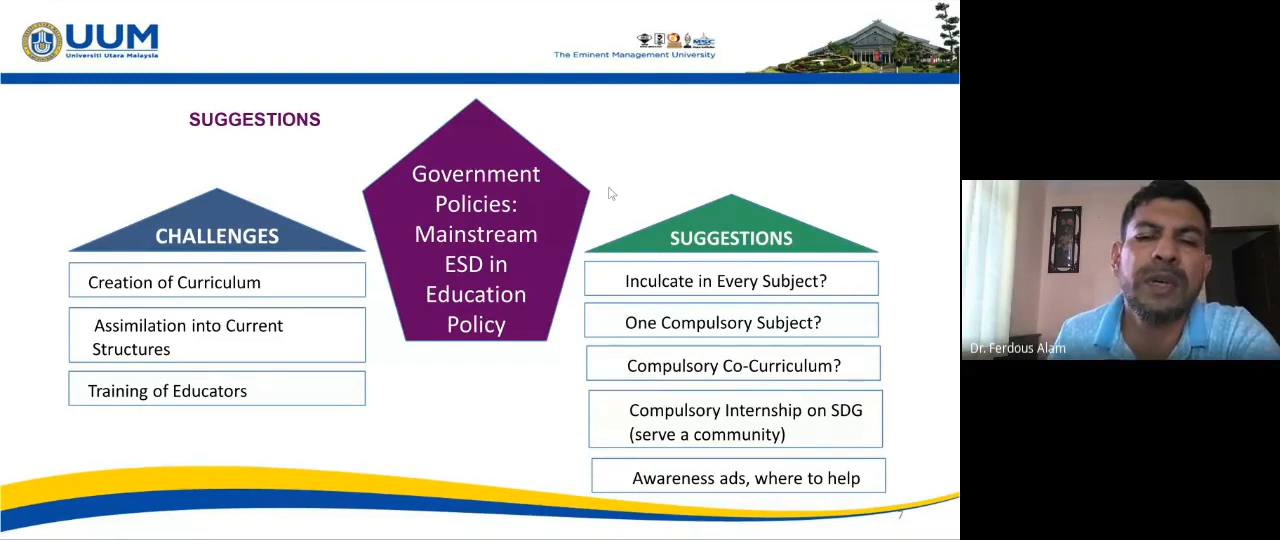 UUM
Universiti Utara Malaysia
MSC
The Eminent Management University
SUGGESTIONS
Government
Policies:
Mainstream
ESD in
Education
Policy
CHALLENGES
Creation of Curriculum
Assimilation into Current
Structures
Training of Educators
SUGGESTIONS
Inculcate in Every Subject?
One Compulsory Subject?
Compulsory Co-Curriculum?
Compulsory Internship on SDG
(serve a community)
Awareness ads, where to help
7
Dr. Ferdous Alam